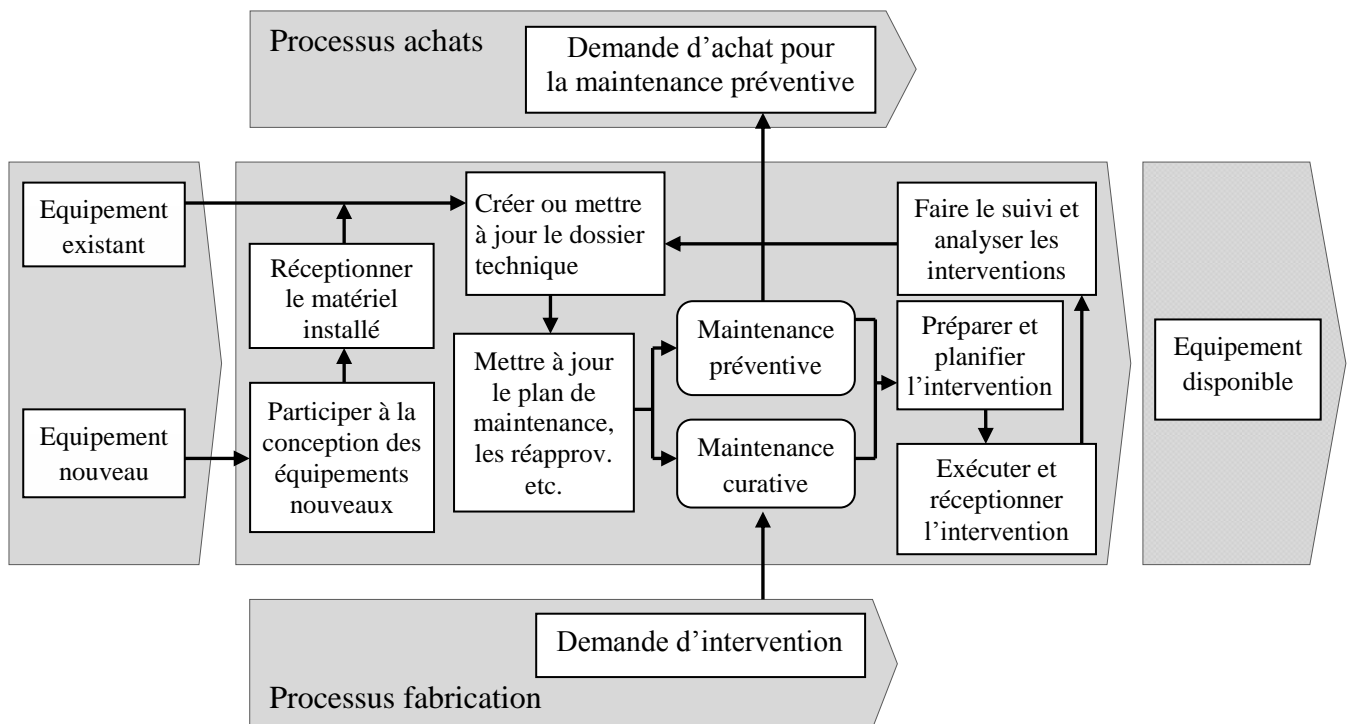 Processus achats
Demande d’achat pour
la maintenance préventive
Equipement
existant
Equipement
nouveau
Réceptionner
le matériel
installé
Participer à la
conception des
équipements
nouveaux
Créer ou mettre
à jour le dossier
technique
Mettre à jour
le plan de
maintenance,
les réapprov.
etc.
Maintenance
préventive
Maintenance
curative
Faire le suivi et
analyser les
interventions
Préparer et
planifier
l’intervention
Exécuter et
réceptionner
l’intervention
Equipement
disponible
Demande d’intervention
Processus fabrication